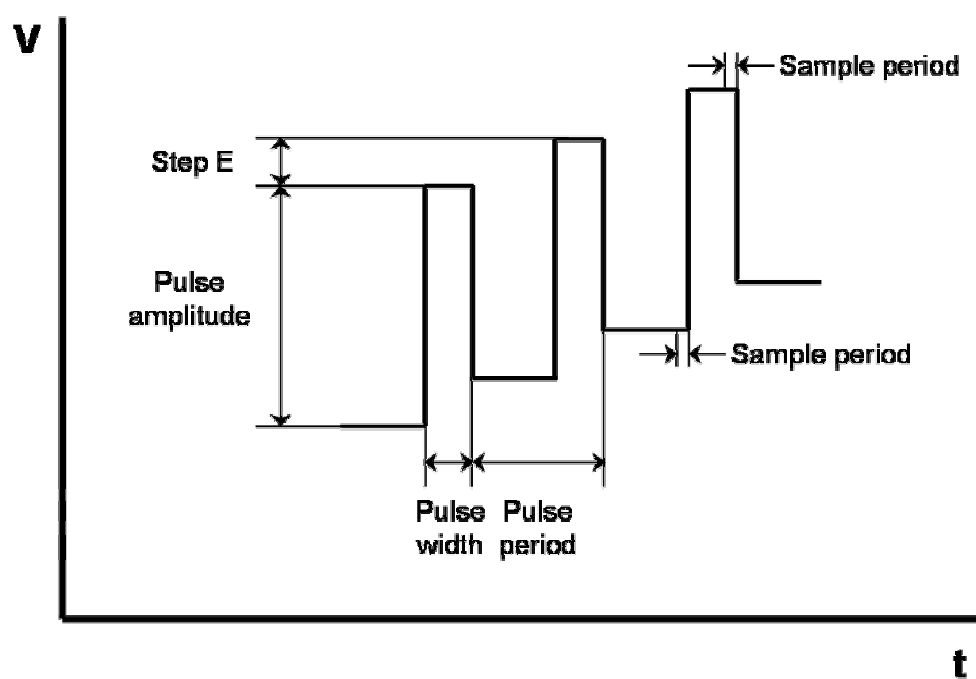 V
Sample period
Step E
Pulse
amplitude
Sample period
Pulse Pulse
width period
t